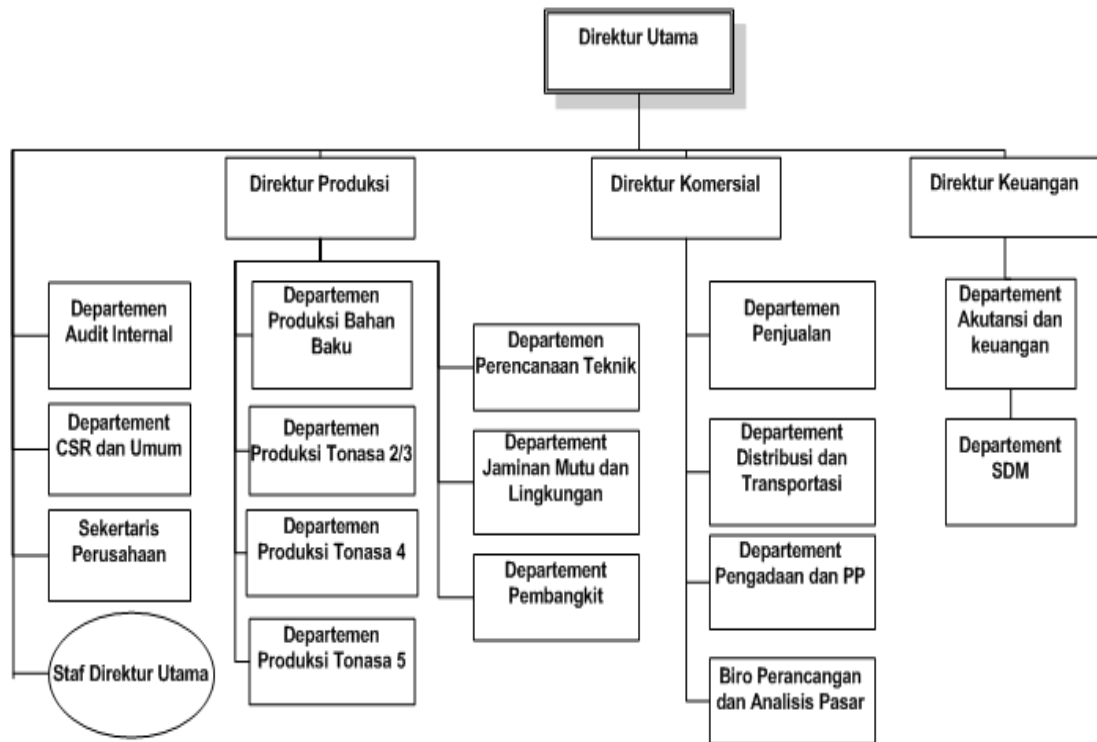 Direktur Utama
Direktur Produksi
Direktur Komersial
Direktur Keuangan
Departemen
Audit Internal
Departement
CSR dan Umum
Sekertaris
Perusahaan
Staf Direktur Utama
Departemen
Produksi Bahan
Baku
Departemen
Produksi Tonasa 2/3
Departemen
Produksi Tonasa 4
Departemen
Produksi Tonasa 5
Departemen
Perencanaan Teknik
Departement
Jaminan Mutu dan
Lingkungan
Departement
Pembangkit
Departemen
Penjualan
Departement
Distribusi dan
Transportasi
Departement
Pengadaan dan PP
Biro Perancangan
dan Analisis Pasar
Departement
Akutansi dan
keuangan
Departement
SDM